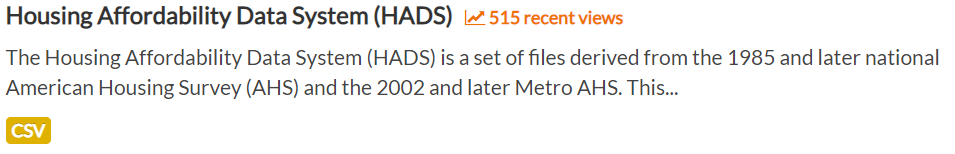 Housing Affordability Data System (HADS) 515 recent views
The Housing Affordability Data System (HADS) is a set of files derived from the 1985 and later national
American Housing Survey (AHS) and the 2002 and later Metro AHS. This...
CSV